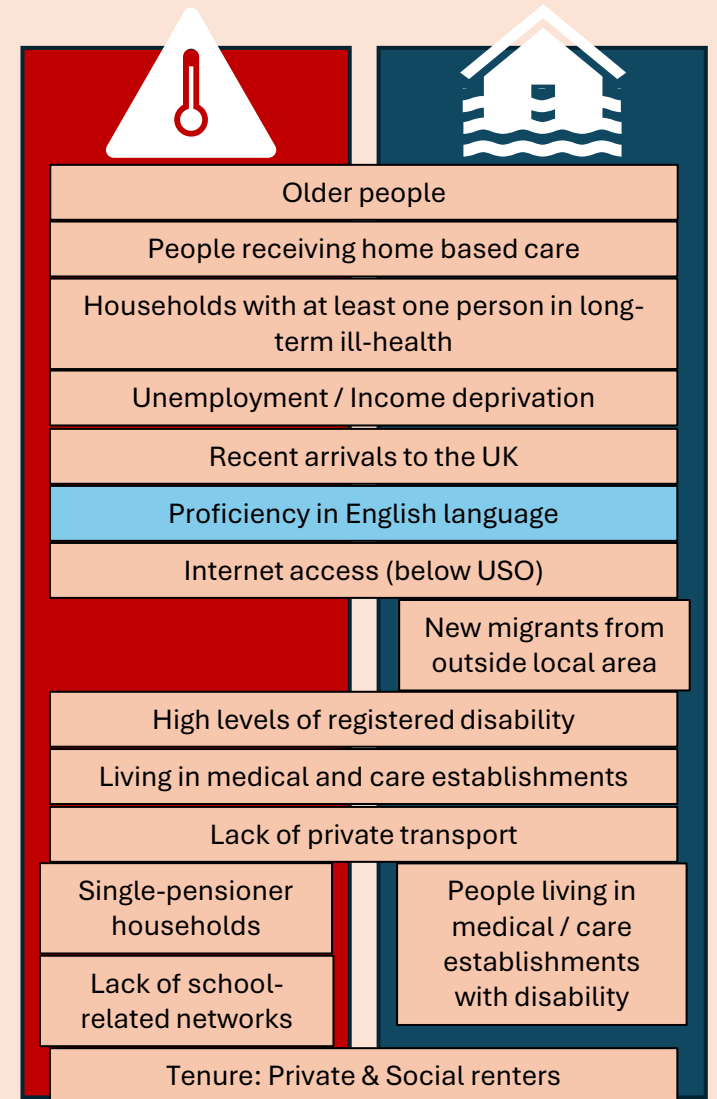 Older people
People receiving home based care
Households with at least one person in long-
term ill-health
Unemployment / Income deprivation
Recent arrivals to the UK
Proficiency in English language
Internet access (below USO)
New migrants from
outside local area
High levels of registered disability
Living in medical and care establishments
Lack of private transport
Single-pensioner
households
Lack of school-
related networks
People living in
medical / care
establishments
with disability
Tenure: Private & Social renters